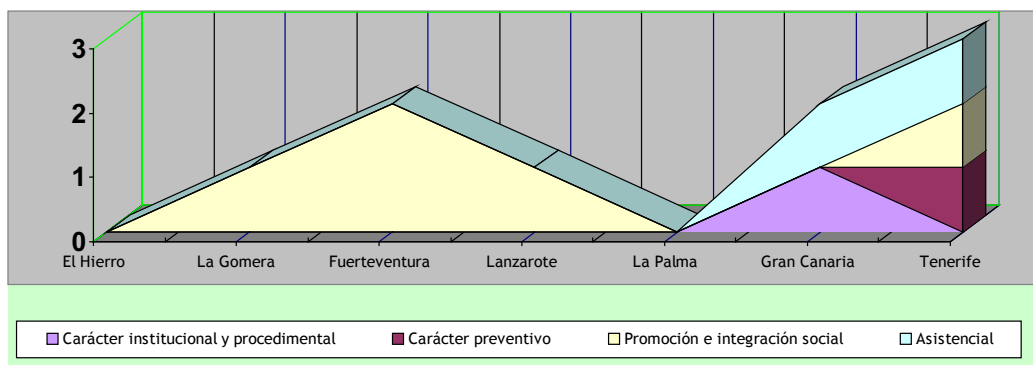 3
2
1
0
El Hierro La Gomera Fuerteventura Lanzarote La Palma Gran Canaria Tenerife
Carácter institucional y procedimental Carácter preventivo Promoción e integración social Asistencial